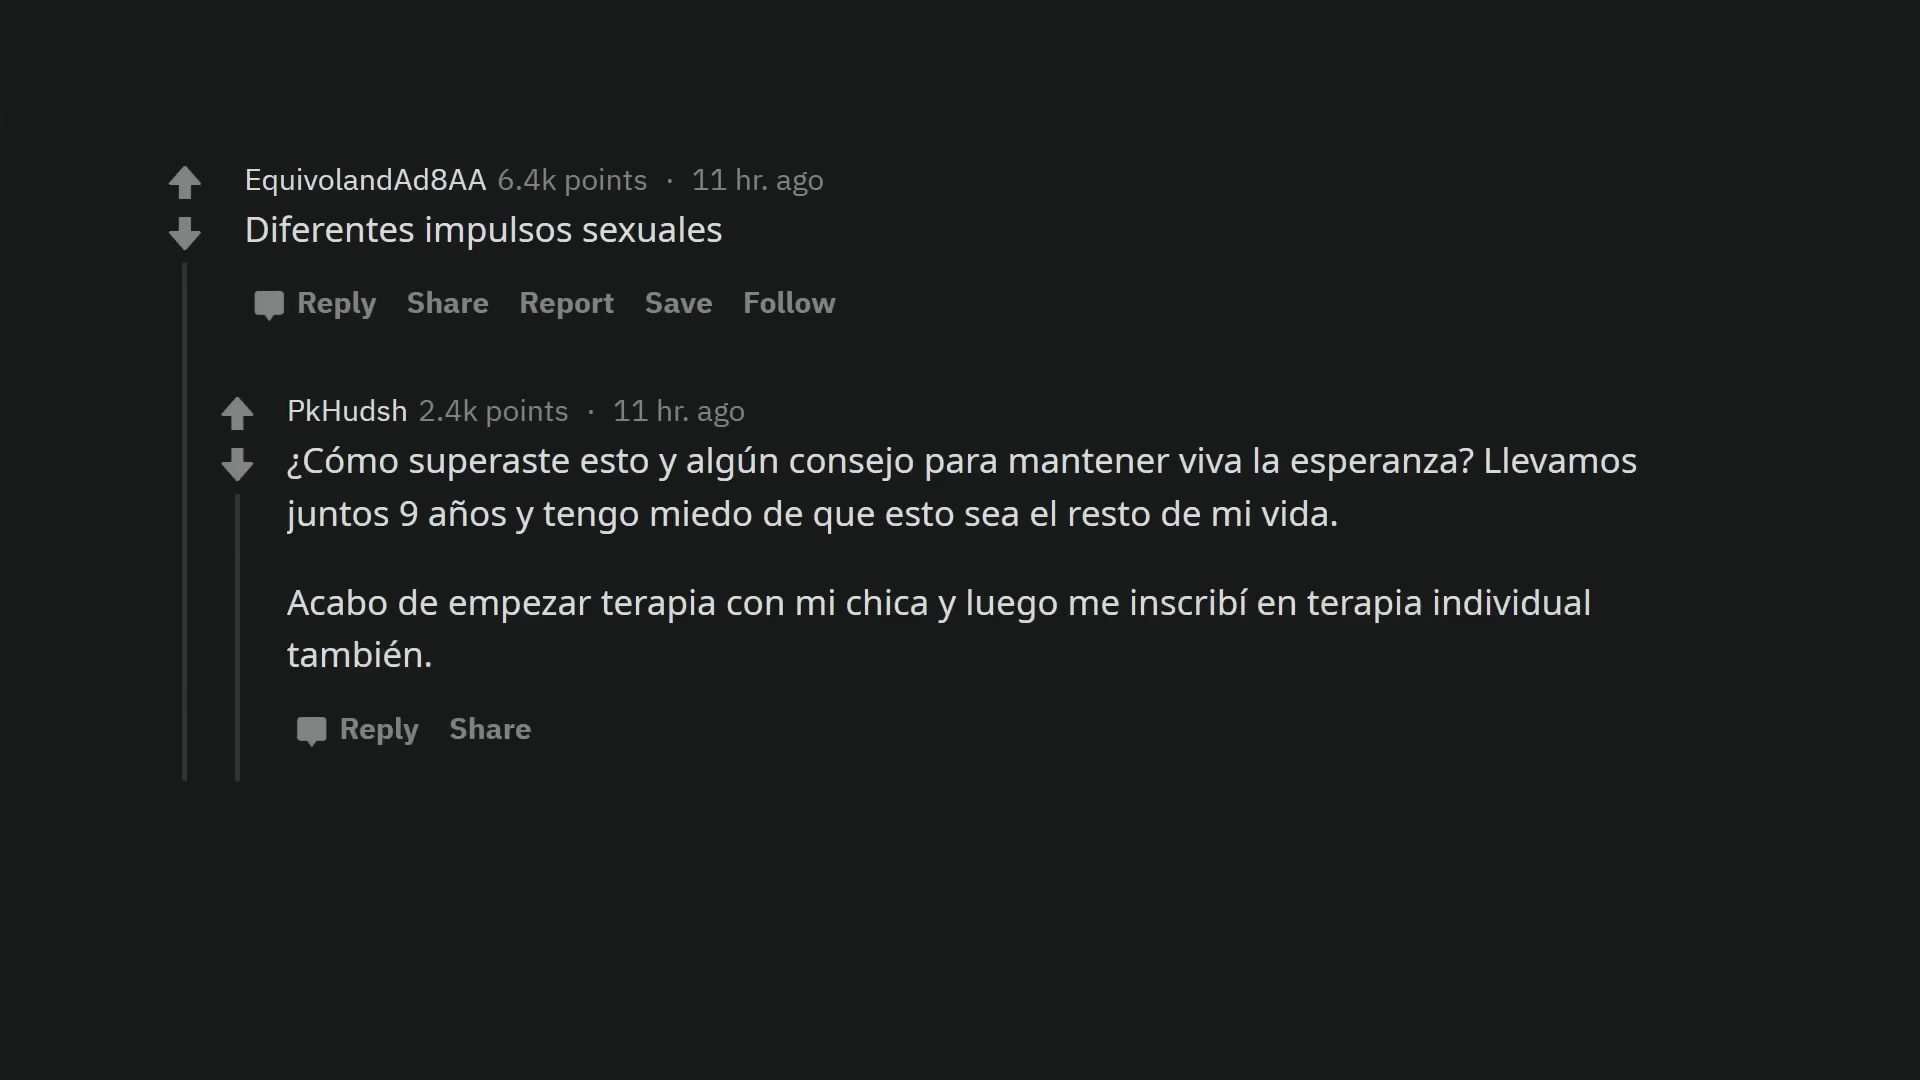 EquivolandAd8AA 6.4k points · 11 hr. ago
Diferentes impulsos sexuales
Reply Share Report Save Follow
PkHudsh 2.4k points · 11 hr. ago
¿Cómo superaste esto y algún consejo para mantener viva la esperanza? Llevamos
juntos 9 años y tengo miedo de que esto sea el resto de mi vida.
Acabo de empezar terapia con mi chica y luego me inscribí en terapia individual
también.
Reply Share